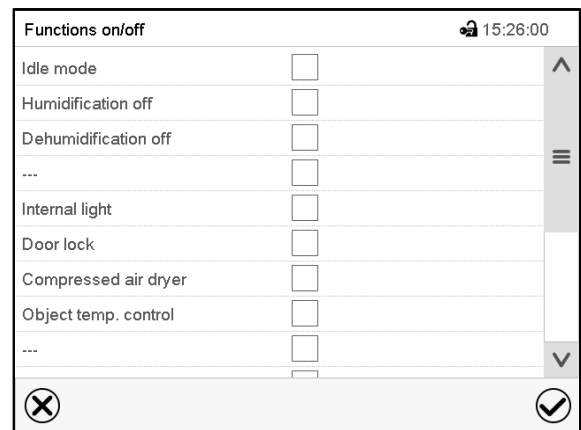 Functions on/off 15:26:00
Idle mode
Humidification off
Dehumidification off
---
Internal light
Door lock
Compressed air dryer
Object temp. control
---